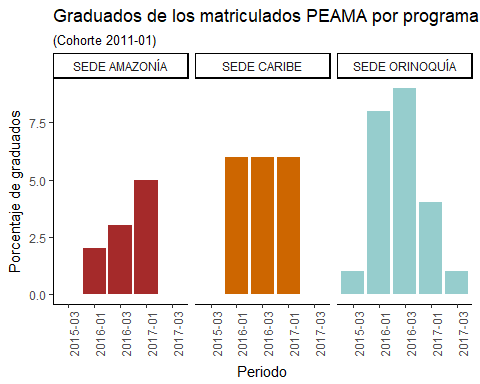 Graduados de los matriculados PEAMA por programa
(Cohorte 2011-01)
SEDE AMAZONÍA SEDE CARIBE SEDE ORINOQUÍA
Porcentaje de graduados
7.5
5.0
2.5
0.0
2015-03 2016-01 2016-03 2017-01 2017-03 2015-03 2016-01 2016-03 2017-01 2017-03 2015-03 2016-01 2016-03 2017-01 2017-03
Periodo